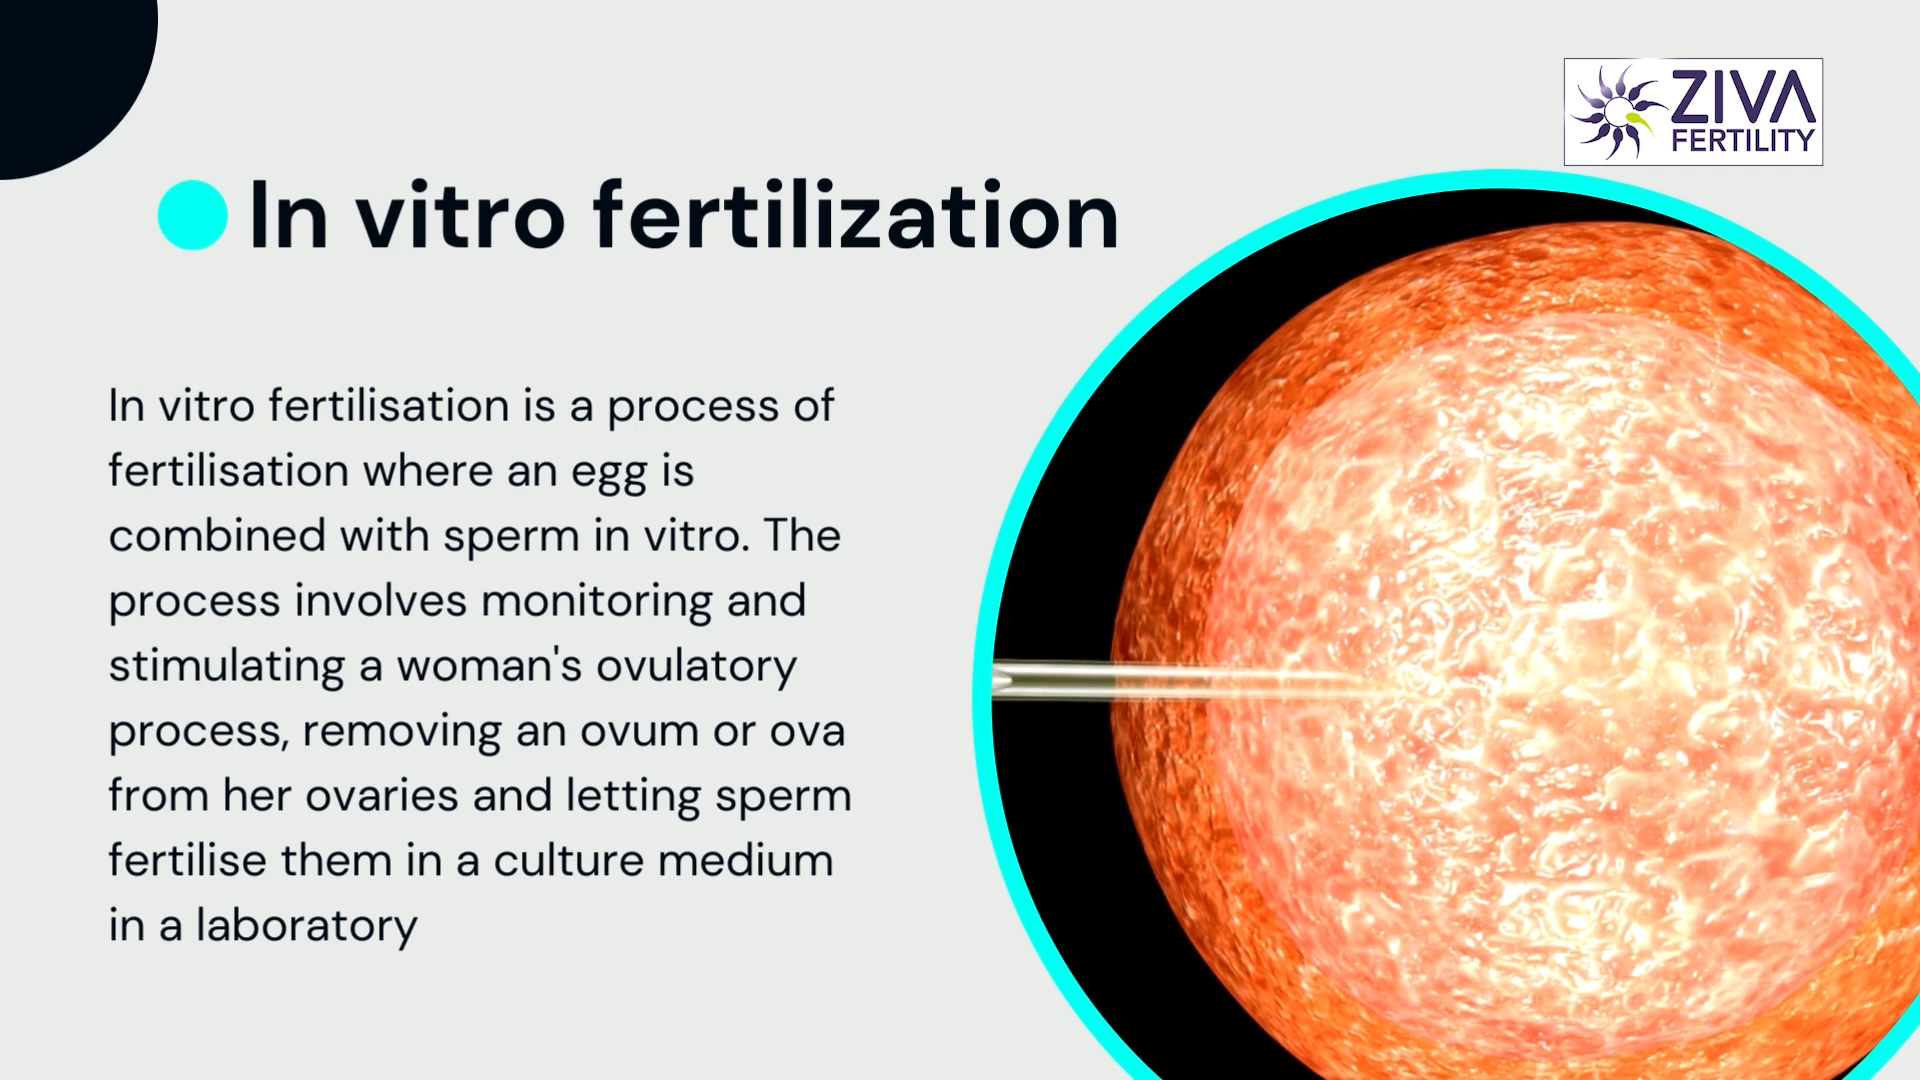 ZIVA
FERTILITY
In vitro fertilization
In vitro fertilisation is a process of
fertilisation where an egg is
combined with sperm in vitro. The
process involves monitoring and
stimulating a woman's ovulatory
process, removing an ovum or ova
from her ovaries and letting sperm
fertilise them in a culture medium
in a laboratory